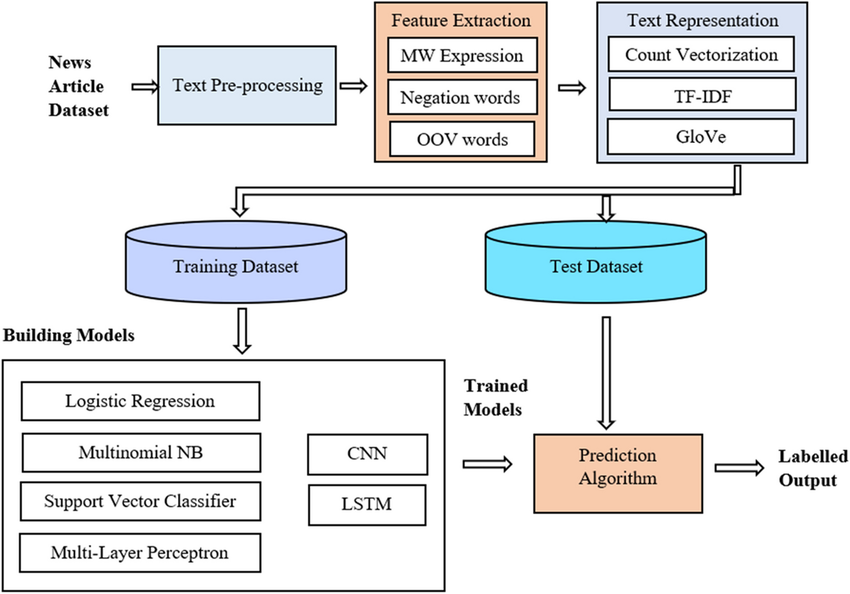 News
Article
Dataset
Text Pre-processing
Feature Extraction
MW Expression
Negation words
OOV words
Text Representation
Count Vectorization
TF-IDF
GloVe
Training Dataset
Test Dataset
Building Models
Logistic Regression
Multinomial NB
Support Vector Classifier
Multi-Layer Perceptron
CNN
LSTM
Trained
Models
Prediction
Algorithm
Labelled
Output